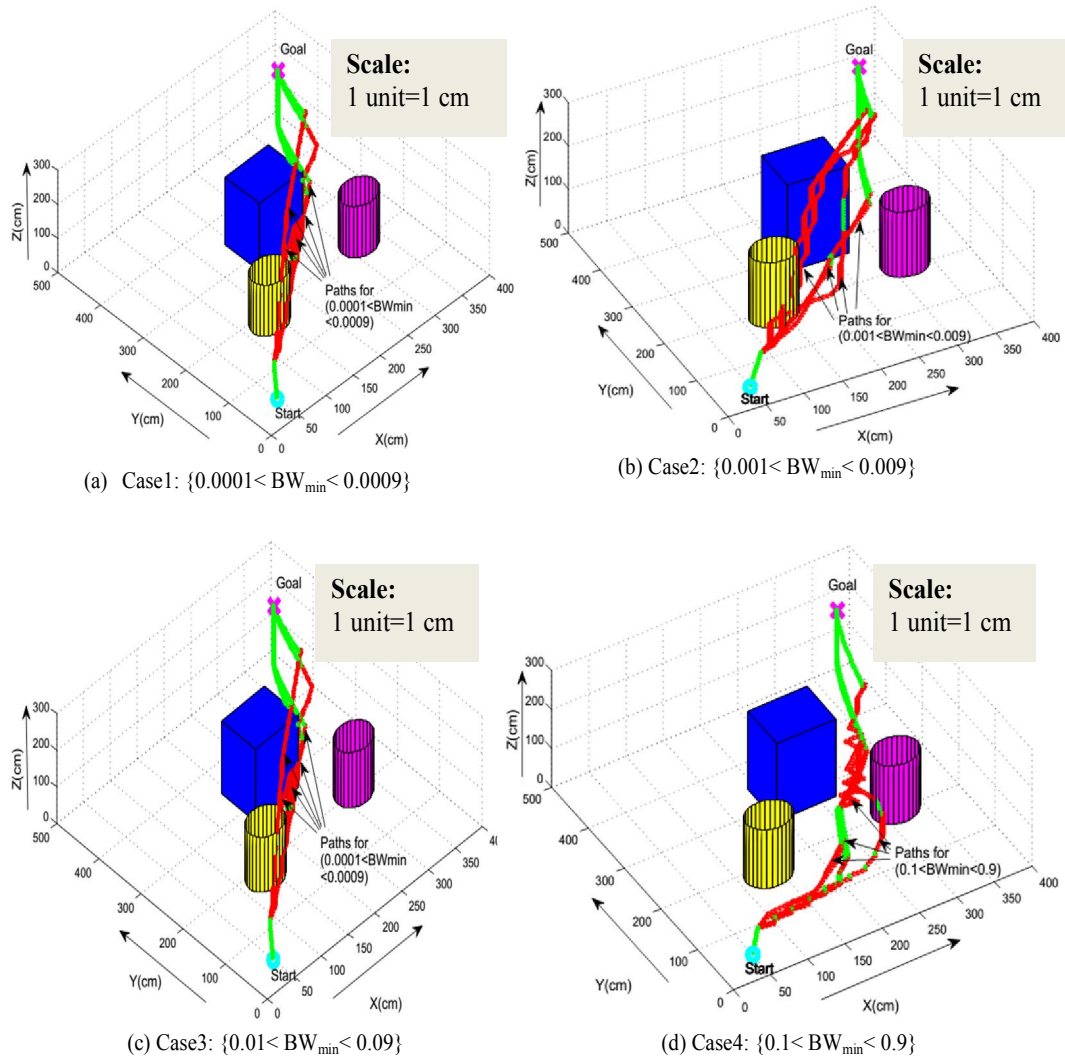 Goal
Scale:
1 unit=1 cm
Z(cm)
300
200
100
0
500
400
300
200
100
0
Y(cm)
0
50
100
150
200
250
300
350
400
X(cm)
Paths for
(0.0001<BWmin
<0.0009)
Start
(a) Case1: {0.0001< BWmin< 0.0009}
Goal
Scale:
1 unit=1 cm
Z(cm)
300
200
100
0
500
400
300
200
100
0
Y(cm)
0
50
100
150
200
250
300
350
400
X(cm)
Paths for
(0.001<BWmin<0.009)
Start
(b) Case2: {0.001< BWmin< 0.009}
Goal
Scale:
1 unit=1 cm
Z(cm)
300
200
100
0
500
400
300
200
100
0
Y(cm)
0
50
100
150
200
250
300
350
40
X(cm)
Paths for
(0.0001<BWmin
<0.0009)
Start
(c) Case3: {0.01< BWmin< 0.09}
Goal
Scale:
1 unit=1 cm
Z(cm)
300
200
100
0
500
400
300
200
100
0
Y(cm)
0
50
100
150
200
250
300
350
400
X(cm)
Paths for
(0.1<BWmin<0.9)
Start
(d) Case4: {0.1< BWmin< 0.9}